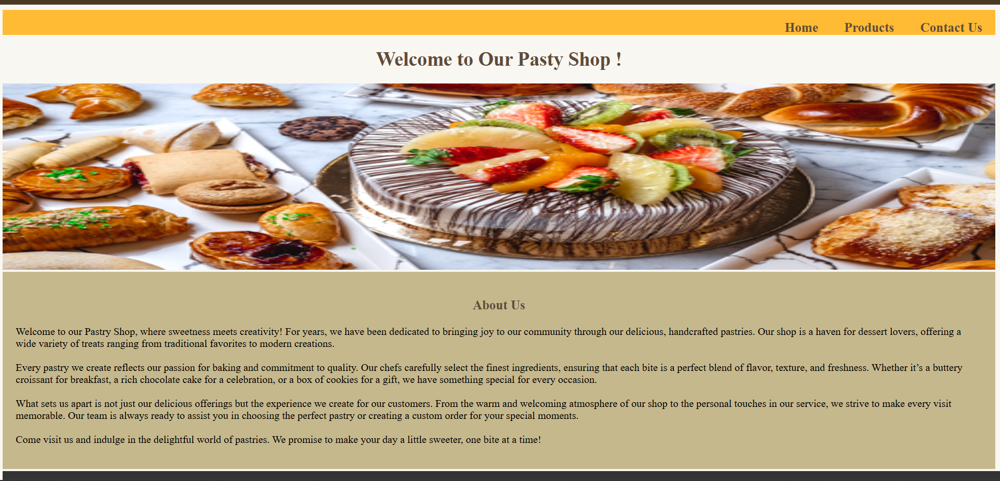 Home Products Contact Us
Welcome to Our Pasty Shop !
About Us
Welcome to our Pastry Shop, where sweetness meets creativity! For years, we have been dedicated to bringing joy to our community through our delicious, handcrafted pastries. Our shop is a haven for dessert lovers, offering a
wide variety of treats ranging from traditional favorites to modern creations.
Every pastry we create reflects our passion for baking and commitment to quality. Our chefs carefully select the finest ingredients, ensuring that each bite is a perfect blend of flavor, texture, and freshness. Whether it’s a buttery
croissant for breakfast, a rich chocolate cake for a celebration, or a box of cookies for a gift, we have something special for every occasion.
What sets us apart is not just our delicious offerings but the experience we create for our customers. From the warm and welcoming atmosphere of our shop to the personal touches in our service, we strive to make every visit
memorable. Our team is always ready to assist you in choosing the perfect pastry or creating a custom order for your special moments.
Come visit us and indulge in the delightful world of pastries. We promise to make your day a little sweeter, one bite at a time!